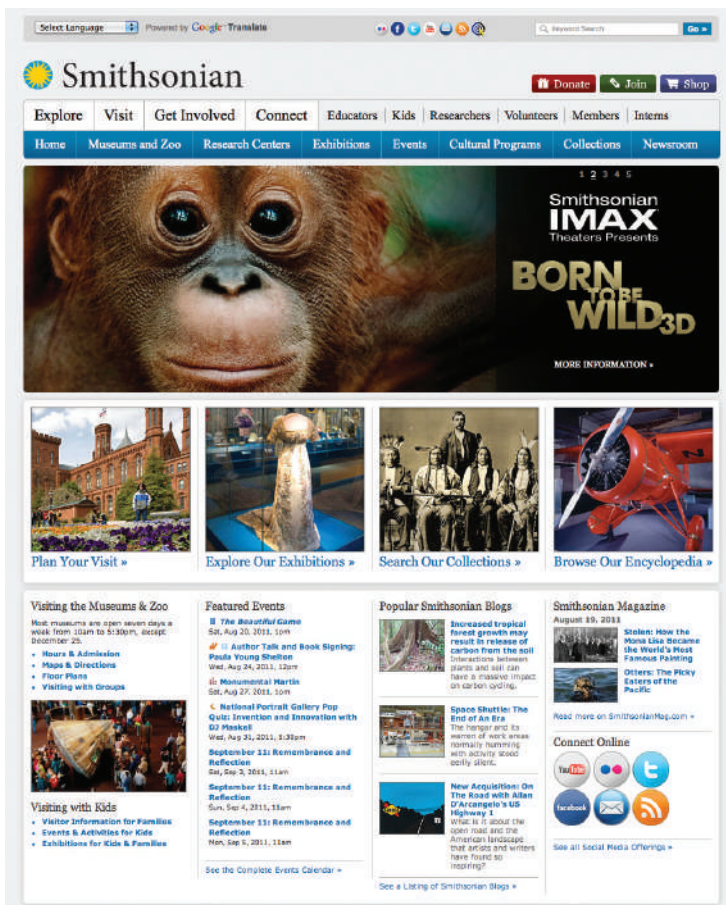 Select Language
Powered by Google Translate
Keyword Search
Go »
Smithsonian
Donate
Join
Shop
Explore
Visit
Get Involved
Connect
Educators
Kids
Researchers
Volunteers
Members
Interns
Home
Museums and Zoo
Research Centers
Exhibitions
Events
Cultural Programs
Collections
Newsroom
1 2 3 4 5
Smithsonian
IMAX
Theaters Presents
BORN
TO BE
WILD 3D
MORE INFORMATION »
Plan Your Visit »
Explore Our Exhibitions »
Search Our Collections »
Browse Our Encyclopedia »
Visiting the Museums & Zoo
Most museums are open seven days a
week from 10am to 5:30pm, except
December 25.
Hours & Admission
Maps & Directions
Floor Plans
Visiting with Groups
Visiting with Kids
Visitor Information for Families
Events & Activities for Kids
Exhibitions for Kids & Families
Featured Events
The Beautiful Game
Sat, Aug 20, 2011, 1pm
Author Talk and Book Signing:
Paula Young Shelton
Wed, Aug 24, 2011, 12pm
Monumental Martin
Sat, Aug 27, 2011, 1pm
National Portrait Gallery Pop
Quiz: Invention and Innovation with
DJ Maskell
Wed, Aug 31, 2011, 5:30pm
September 11: Remembrance and
Reflection
Sat, Sep 3, 2011, 11am
September 11: Remembrance and
Reflection
Sun, Sep 4, 2011, 11am
September 11: Remembrance and
Reflection
Mon, Sep 5, 2011, 11am
See the Complete Events Calendar »
Popular Smithsonian Blogs
Increased tropical
forest growth may
result in release of
carbon from the soil
Interactions between
plants and soil can
have a massive impact
on carbon cycling.
Space Shuttle: The
End of An Era
The hangar and its
warren of work areas
normally humming
with activity stood
eerily silent.
New Acquisition: On
The Road with Allan
D'Arcangelo's US
Highway 1
What is it about the
open road and the
American landscape
that artists and writers
have found so
inspiring?
See a Listing of Smithsonian Blogs »
Smithsonian Magazine
August 19, 2011
Stolen: How the
Mona Lisa Became
the World's Most
Famous Painting
Otters: The Picky
Eaters of the
Pacific
Read more on SmithsonianMag.com »
Connect Online
YouTube
facebook
See all Social Media Offerings »